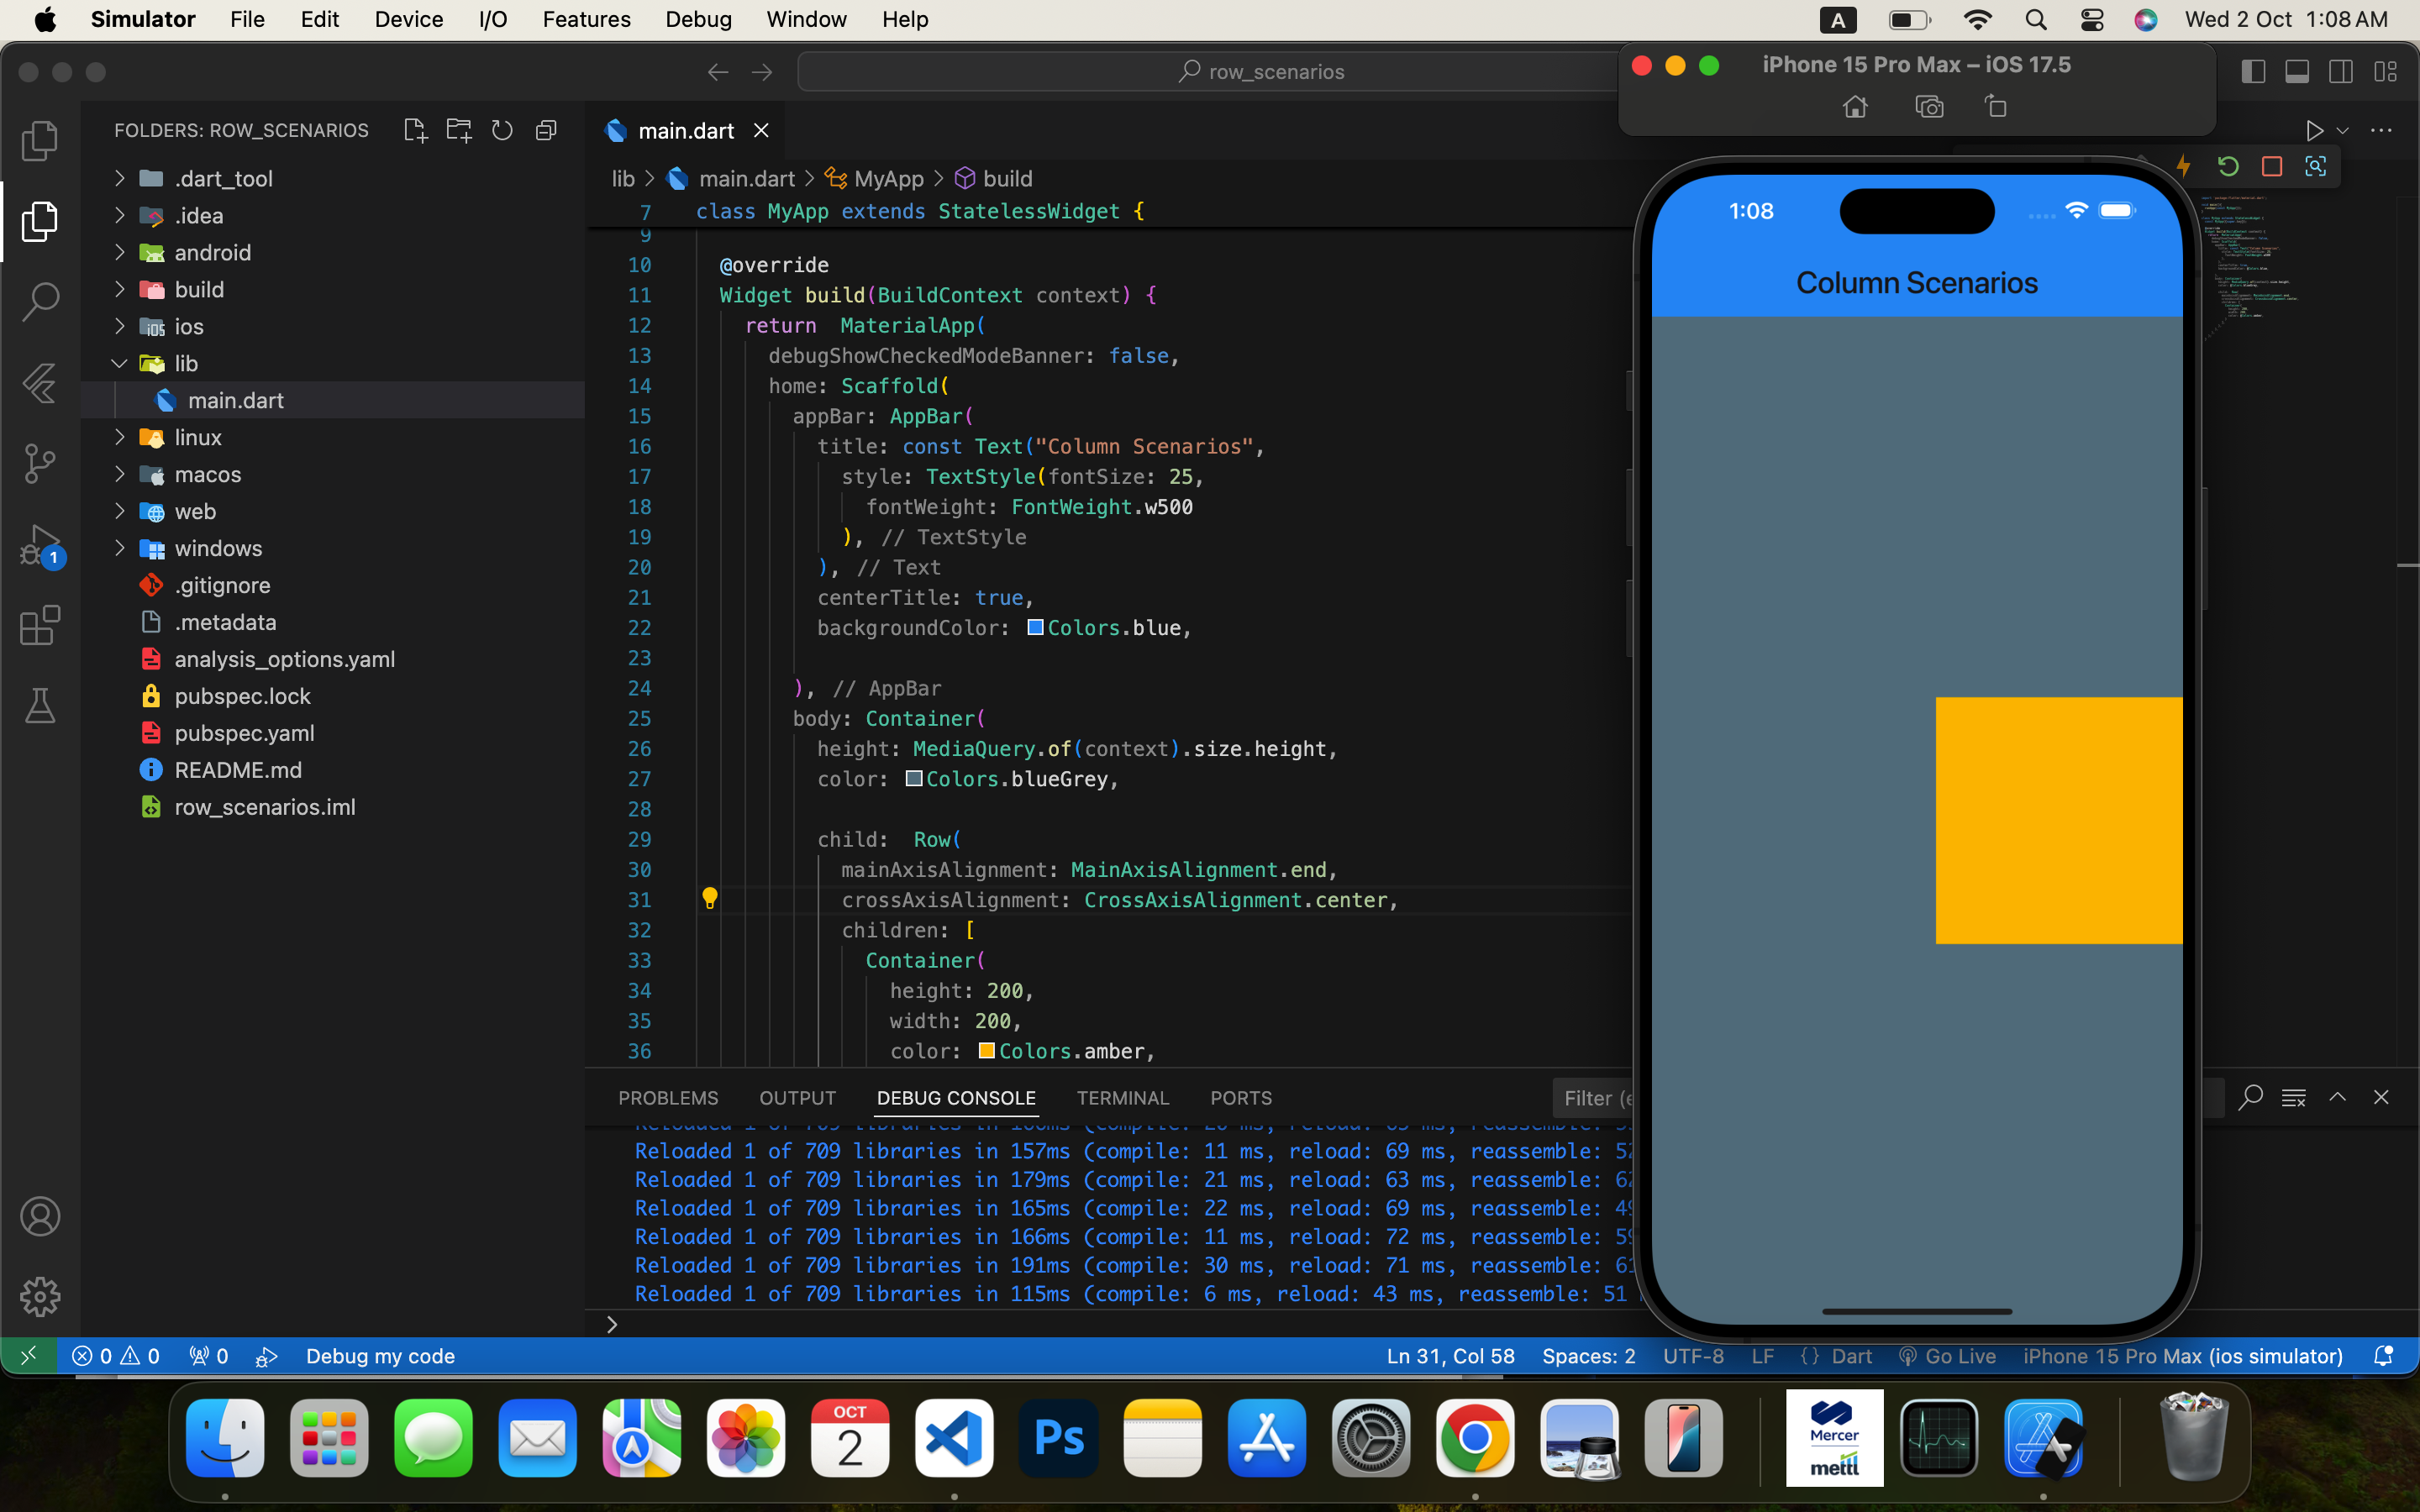 Simulator File Edit Device I/O Features Debug Window Help
A Wed 2 Oct 1:08 AM
row_scenarios
iPhone 15 Pro Max – iOS 17.5
FOLDERS: ROW_SCENARIOS
.dart_tool
.idea
android
build
ios
lib
main.dart
linux
macos
web
windows
.gitignore
.metadata
analysis_options.yaml
pubspec.lock
pubspec.yaml
README.md
row_scenarios.iml
1
main.dart
lib > main.dart > MyApp > build
7 class MyApp extends StatelessWidget {
9
10 @override
11 Widget build(BuildContext context) {
12 return MaterialApp(
13 debugShowCheckedModeBanner: false,
14 home: Scaffold(
15 appBar: AppBar(
16 title: const Text("Column Scenarios",
17 style: TextStyle(fontSize: 25,
18 fontWeight: FontWeight.w500
19 ), // TextStyle
20 ), // Text
21 centerTitle: true,
22 backgroundColor: Colors.blue,
23
24 ), // AppBar
25 body: Container(
26 height: MediaQuery.of(context).size.height,
27 color: Colors.blueGrey,
28
29 child: Row(
30 mainAxisAlignment: MainAxisAlignment.end,
31 crossAxisAlignment: CrossAxisAlignment.center,
32 children: [
33 Container(
34 height: 200,
35 width: 200,
36 color: Colors.amber,
1:08
Column Scenarios
PROBLEMS OUTPUT DEBUG CONSOLE TERMINAL PORTS
Filter (e
Reloaded 1 of 709 libraries in 157ms (compile: 11 ms, reload: 69 ms, reassemble: 52
Reloaded 1 of 709 libraries in 179ms (compile: 21 ms, reload: 63 ms, reassemble: 62
Reloaded 1 of 709 libraries in 165ms (compile: 22 ms, reload: 69 ms, reassemble: 49
Reloaded 1 of 709 libraries in 166ms (compile: 11 ms, reload: 72 ms, reassemble: 59
Reloaded 1 of 709 libraries in 191ms (compile: 30 ms, reload: 71 ms, reassemble: 61
Reloaded 1 of 709 libraries in 115ms (compile: 6 ms, reload: 43 ms, reassemble: 51
>
0 0 0 Debug my code
Ln 31, Col 58 Spaces: 2 UTF-8 LF {} Dart Go Live iPhone 15 Pro Max (ios simulator)
OCT
2
Ps
Mercer
mettl